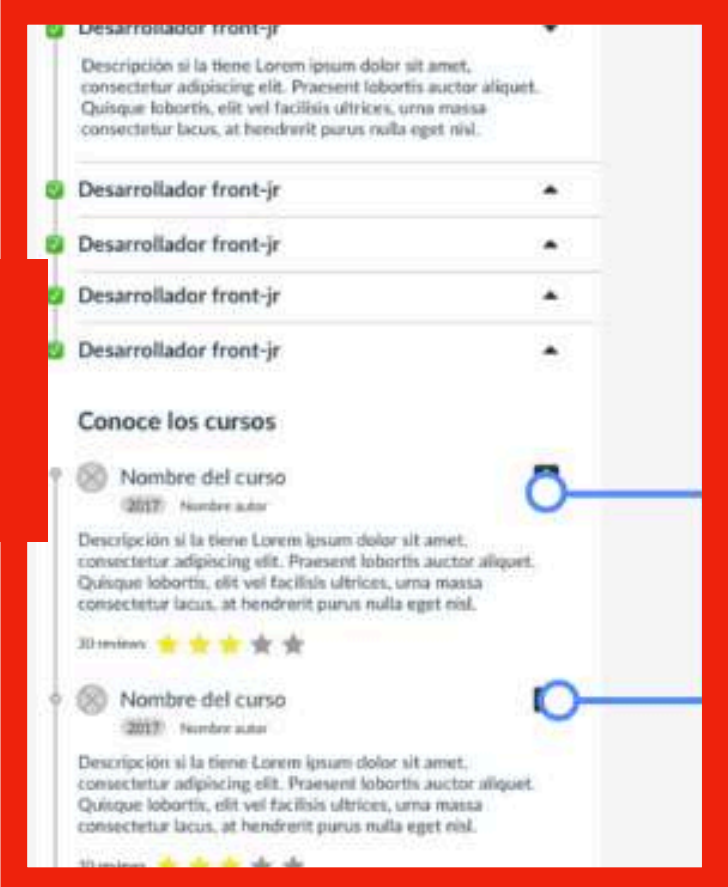 Desarrollador front-jr
Descripción si la tiene Lorem ipsum dolor sit amet,
consectetur adipiscing elit. Praesent lobortis auctor aliquet.
Quisque lobortis, elit vel facilisis ultrices, urna massa
consectetur lacus, at hendrerit purus nulla eget nisl.
Desarrollador front-jr
Desarrollador front-jr
Desarrollador front-jr
Desarrollador front-jr
Conoce los cursos
Nombre del curso
2017 Nombre autor
Descripción si la tiene Lorem ipsum dolor sit amet,
consectetur adipiscing elit. Praesent lobortis auctor aliquet.
Quisque lobortis, elit vel facilisis ultrices, urna massa
consectetur lacus, at hendrerit purus nulla eget nisl.
30 reviews
Nombre del curso
2017 Nombre autor
Descripción si la tiene Lorem ipsum dolor sit amet,
consectetur adipiscing elit. Praesent lobortis auctor aliquet.
Quisque lobortis, elit vel facilisis ultrices, urna massa
consectetur lacus, at hendrerit purus nulla eget nisl.
30 reviews